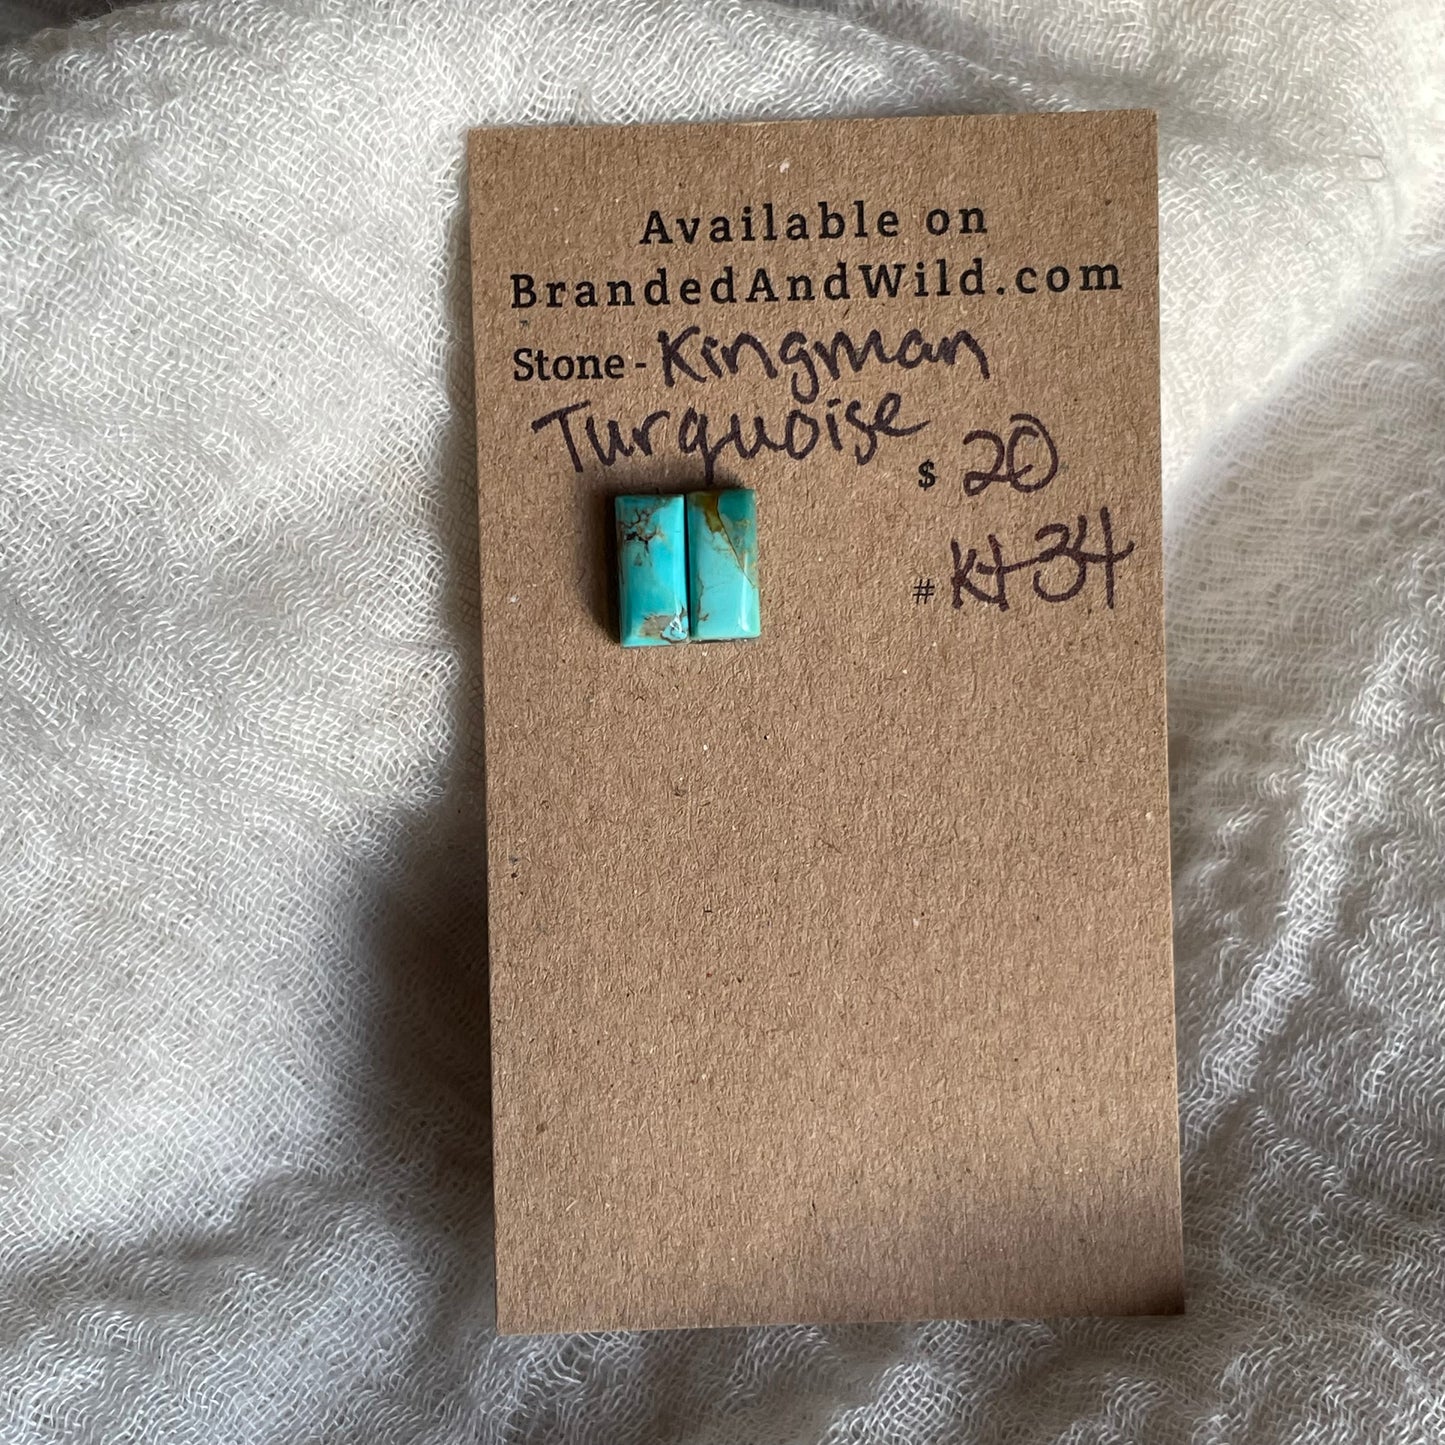 Available on
BrandedAndWild.com
Stone - Kingman
Turquoise
$ 20
# Kt34